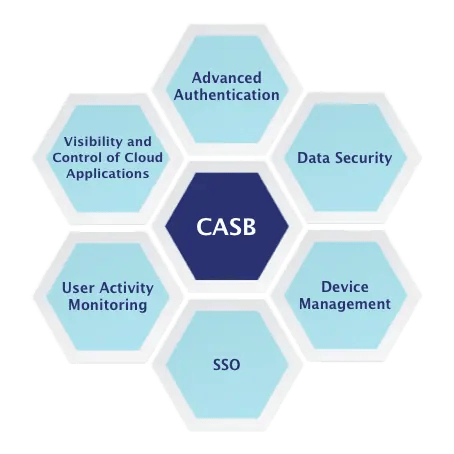 Advanced
Authentication
Visibility and
Control of Cloud
Applications
Data Security
CASB
User Activity
Monitoring
Device
Management
SSO